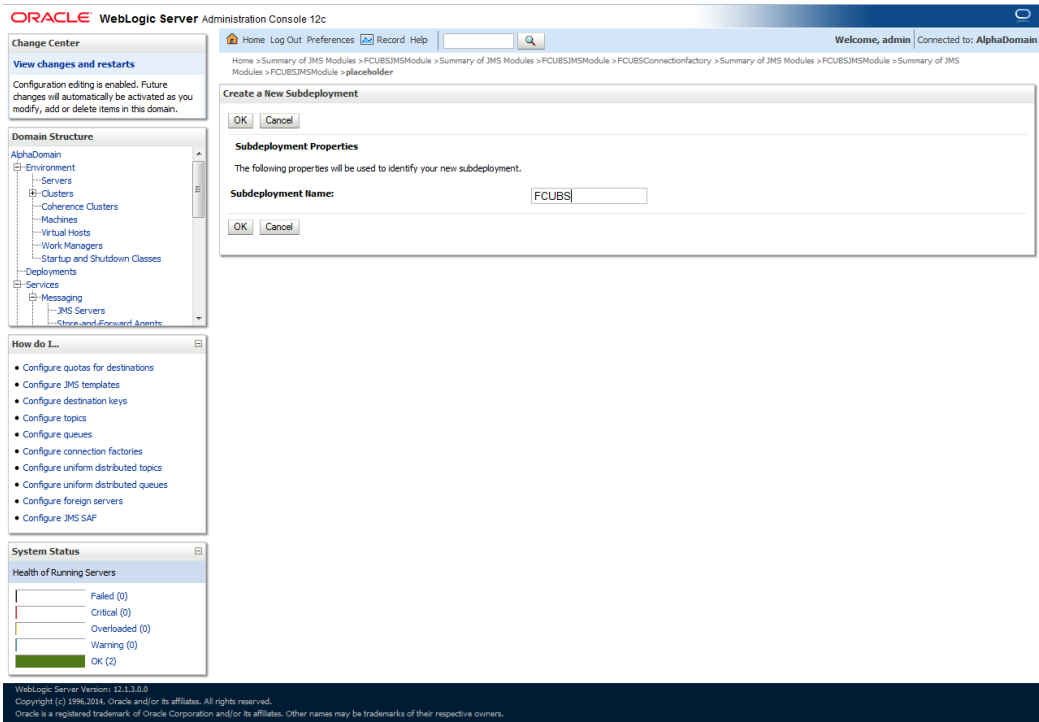 ORACLE WebLogic Server Administration Console 12c
Change Center
View changes and restarts
Configuration editing is enabled. Future
changes will automatically be activated as you
modify, add or delete items in this domain.
Domain Structure
AlphaDomain
Environment
Servers
Clusters
Coherence Clusters
Machines
Virtual Hosts
Work Managers
Startup and Shutdown Classes
Deployments
Services
Messaging
JMS Servers
Store-and-Forward Agents
How do I...
Configure quotas for destinations
Configure JMS templates
Configure destination keys
Configure topics
Configure queues
Configure connection factories
Configure uniform distributed topics
Configure uniform distributed queues
Configure foreign servers
Configure JMS SAF
System Status
Health of Running Servers
Failed (0)
Critical (0)
Overloaded (0)
Warning (0)
OK (2)
Home Log Out Preferences Record Help
Welcome, admin Connected to: AlphaDomain
Home >Summary of JMS Modules >FCUBSJMSModule >Summary of JMS Modules >FCUBSJMSModule >FCUBSConnectionfactory >Summary of JMS Modules >FCUBSJMSModule >Summary of JMS
Modules >FCUBSJMSModule >placeholder
Create a New Subdeployment
OK Cancel
Subdeployment Properties
The following properties will be used to identify your new subdeployment.
Subdeployment Name: FCUBS
OK Cancel
WebLogic Server Version: 12.1.3.0.0
Copyright (c) 1996,2014, Oracle and/or its affiliates. All rights reserved.
Oracle is a registered trademark of Oracle Corporation and/or its affiliates. Other names may be trademarks of their respective owners.